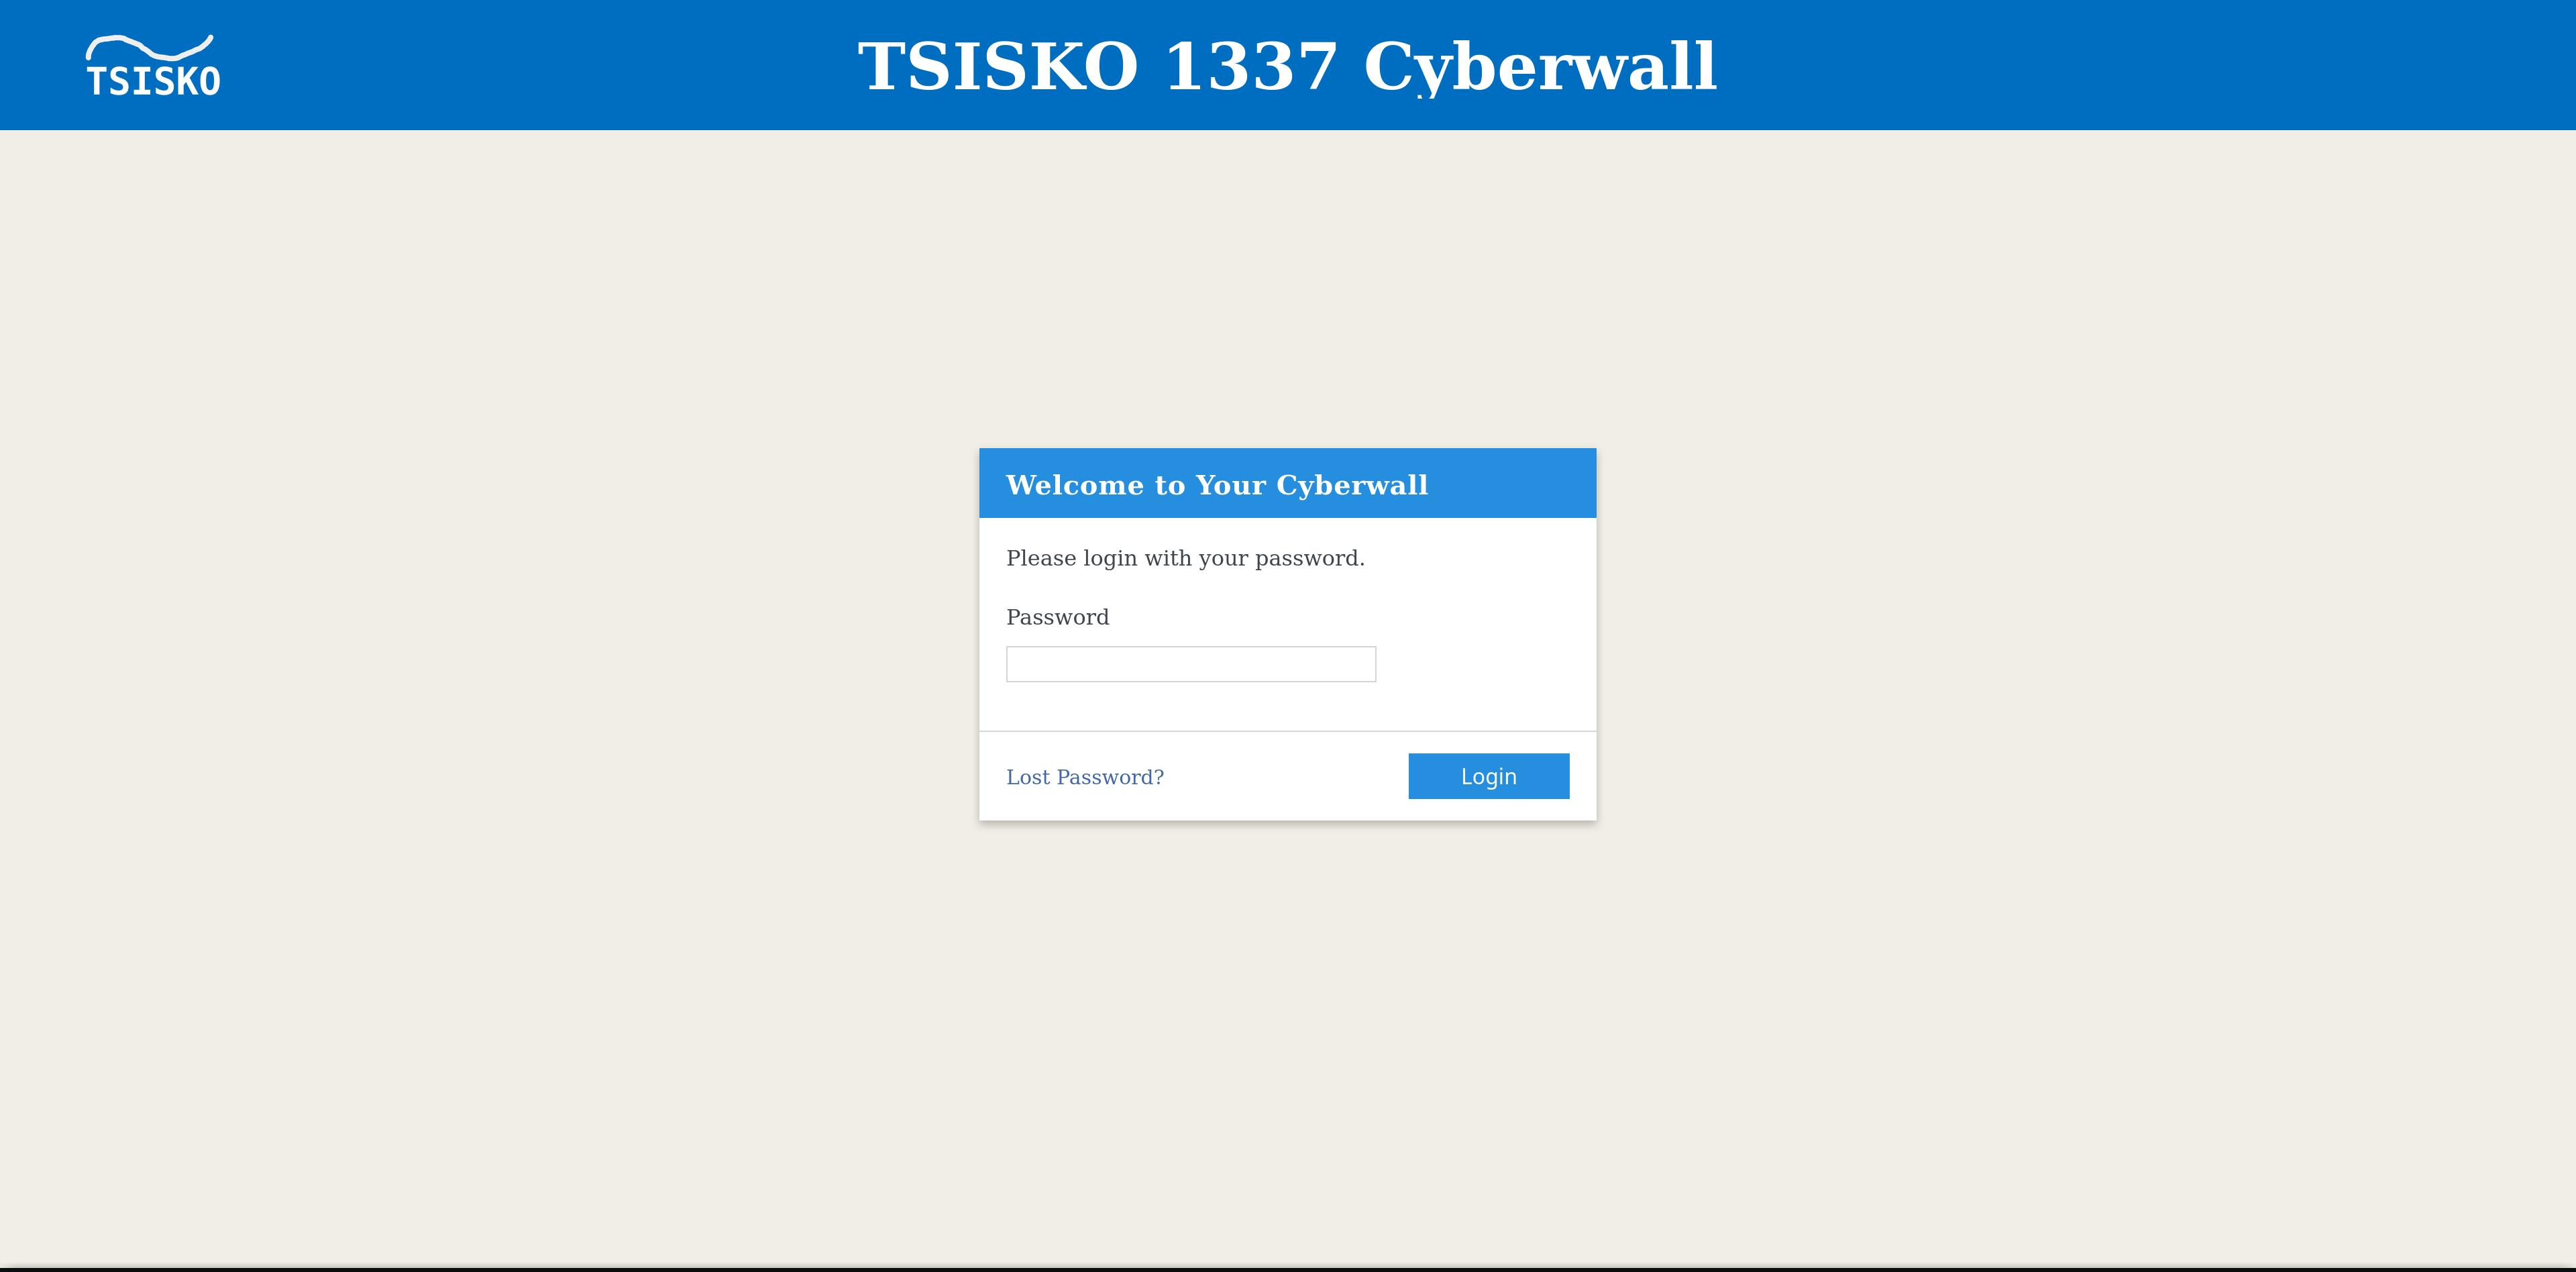 TSISKO
TSISKO 1337 Cyberwall
Welcome to Your Cyberwall
Please login with your password.
Password
Lost Password?
Login